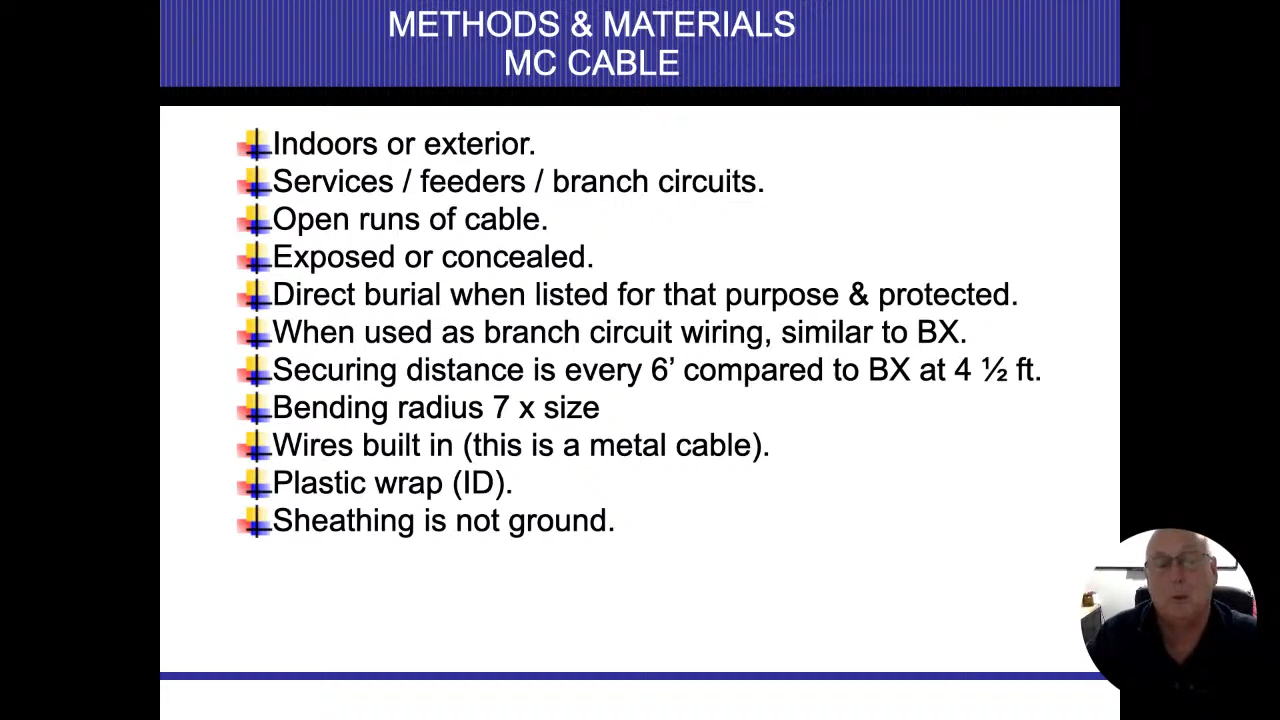 METHODS & MATERIALS
MC CABLE
Indoors or exterior.
Services / feeders / branch circuits.
Open runs of cable.
Exposed or concealed.
Direct burial when listed for that purpose & protected.
When used as branch circuit wiring, similar to BX.
Securing distance is every 6’ compared to BX at 4 ½ ft.
Bending radius 7 x size
Wires built in (this is a metal cable).
Plastic wrap (ID).
Sheathing is not ground.